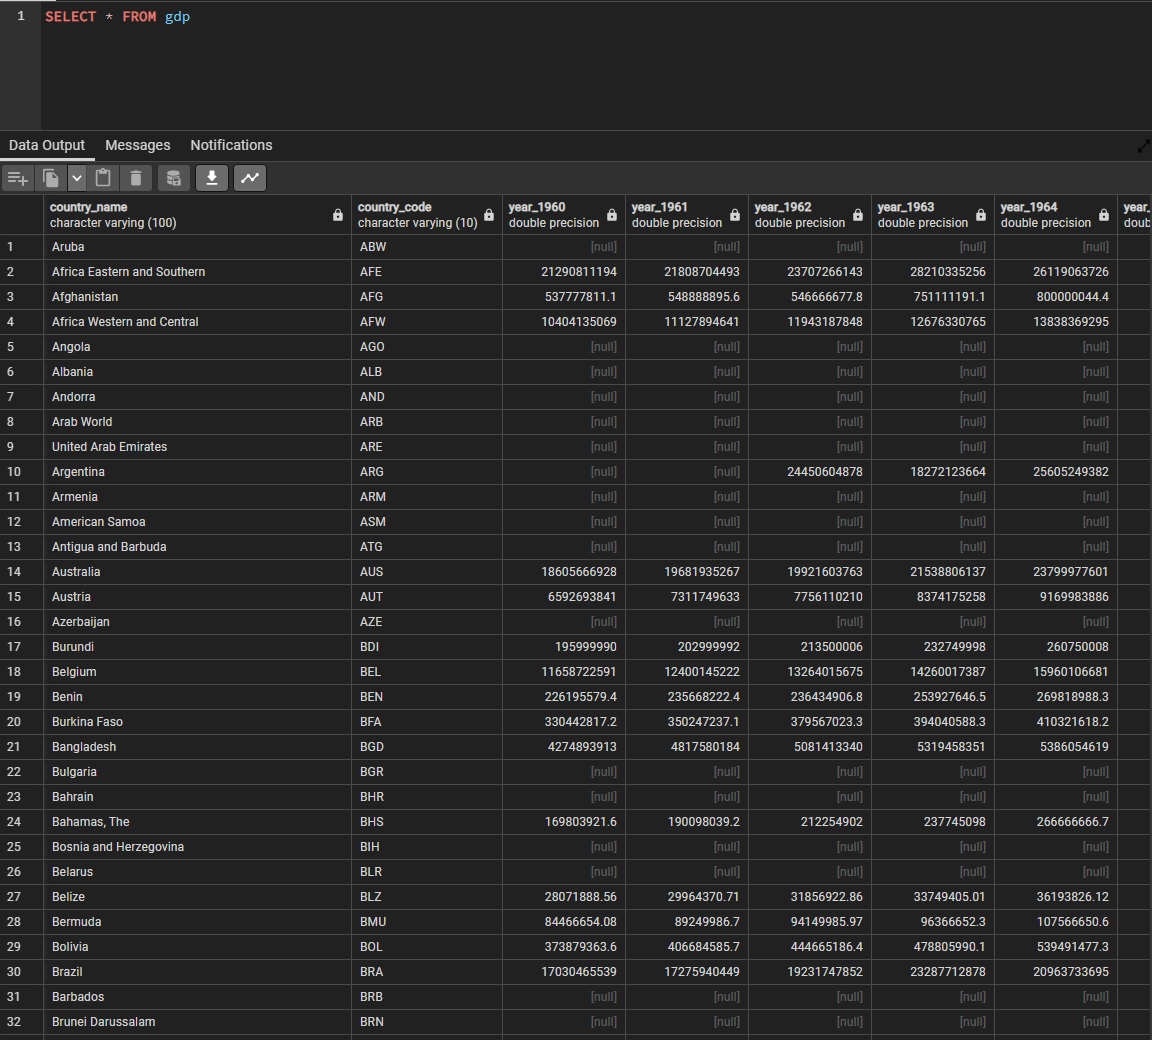 1 SELECT * FROM gdp
Data Output Messages Notifications
country_name country_code year_1960 year_1961 year_1962 year_1963 year_1964 year_
character varying (100) character varying (10) double precision double precision double precision double precision double precision doub
1 Aruba ABW [null] [null] [null] [null] [null]
2 Africa Eastern and Southern AFE 21290811194 21808704493 23707266143 28210335256 26119063726
3 Afghanistan AFG 537777811.1 548888895.6 546666677.8 751111191.1 800000044.4
4 Africa Western and Central AFW 10404135069 11127894641 11943187848 12676330765 13838369295
5 Angola AGO [null] [null] [null] [null] [null]
6 Albania ALB [null] [null] [null] [null] [null]
7 Andorra AND [null] [null] [null] [null] [null]
8 Arab World ARB [null] [null] [null] [null] [null]
9 United Arab Emirates ARE [null] [null] [null] [null] [null]
10 Argentina ARG [null] [null] 24450604878 18272123664 25605249382
11 Armenia ARM [null] [null] [null] [null] [null]
12 American Samoa ASM [null] [null] [null] [null] [null]
13 Antigua and Barbuda ATG [null] [null] [null] [null] [null]
14 Australia AUS 18605666928 19681935267 19921603763 21538806137 23799977601
15 Austria AUT 6592693841 7311749633 7756110210 8374175258 9169983886
16 Azerbaijan AZE [null] [null] [null] [null] [null]
17 Burundi BDI 195999990 202999992 213500006 232749998 260750008
18 Belgium BEL 11658722591 12400145222 13264015675 14260017387 15960106681
19 Benin BEN 226195579.4 235668222.4 236434906.8 253927646.5 269818988.3
20 Burkina Faso BFA 330442817.2 350247237.1 379567023.3 394040588.3 410321618.2
21 Bangladesh BGD 4274893913 4817580184 5081413340 5319458351 5386054619
22 Bulgaria BGR [null] [null] [null] [null] [null]
23 Bahrain BHR [null] [null] [null] [null] [null]
24 Bahamas, The BHS 169803921.6 190098039.2 212254902 237745098 266666666.7
25 Bosnia and Herzegovina BIH [null] [null] [null] [null] [null]
26 Belarus BLR [null] [null] [null] [null] [null]
27 Belize BLZ 28071888.56 29964370.71 31856922.86 33749405.01 36193826.12
28 Bermuda BMU 84466654.08 89249986.7 94149985.97 96366652.3 107566650.6
29 Bolivia BOL 373879363.6 406684585.7 444665186.4 478805990.1 539491477.3
30 Brazil BRA 17030465539 17275940449 19231747852 23287712878 20963733695
31 Barbados BRB [null] [null] [null] [null] [null]
32 Brunei Darussalam BRN [null] [null] [null] [null] [null]